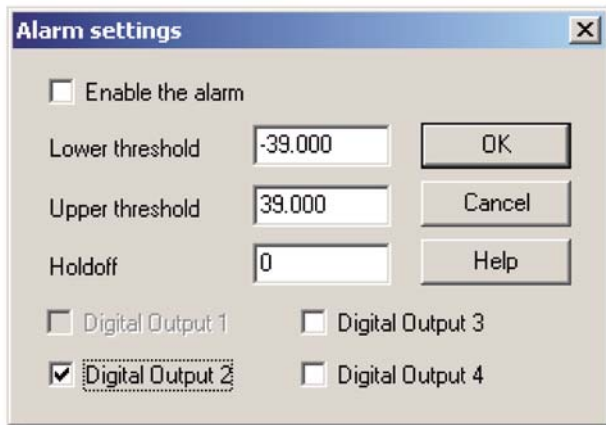 Alarm settings
Enable the alarm
Lower threshold -39.000 OK
Upper threshold 39.000 Cancel
Holdoff 0 Help
Digital Output 1 Digital Output 3
Digital Output 2 Digital Output 4